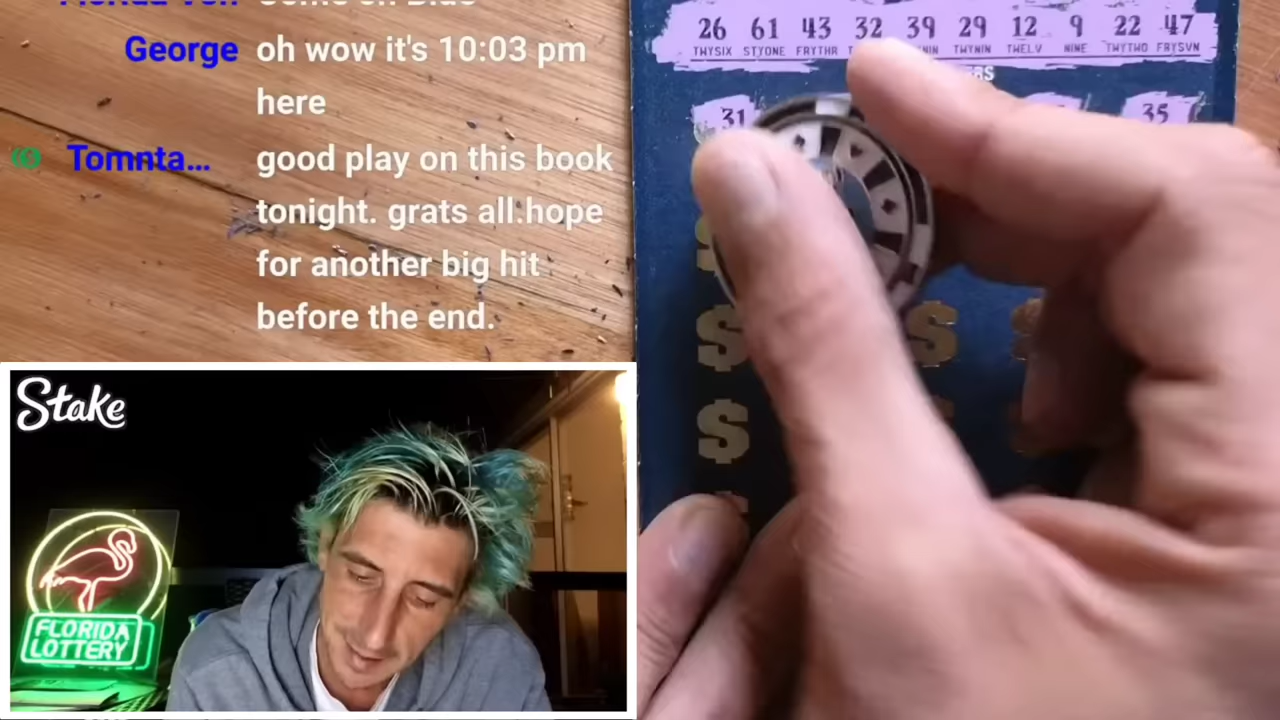 George oh wow it's 10:03 pm
here
Tomnta… good play on this book
tonight. grats all.hope
for another big hit
before the end.
Stake
FLORIDA
LOTTERY
26 61 43 32 39 29 12 9 22 47
TWYSIX STYONE FRYTHR TWYNIN TWELV NINE TWYTWO FRYSVN
31 35
$
$ $
$